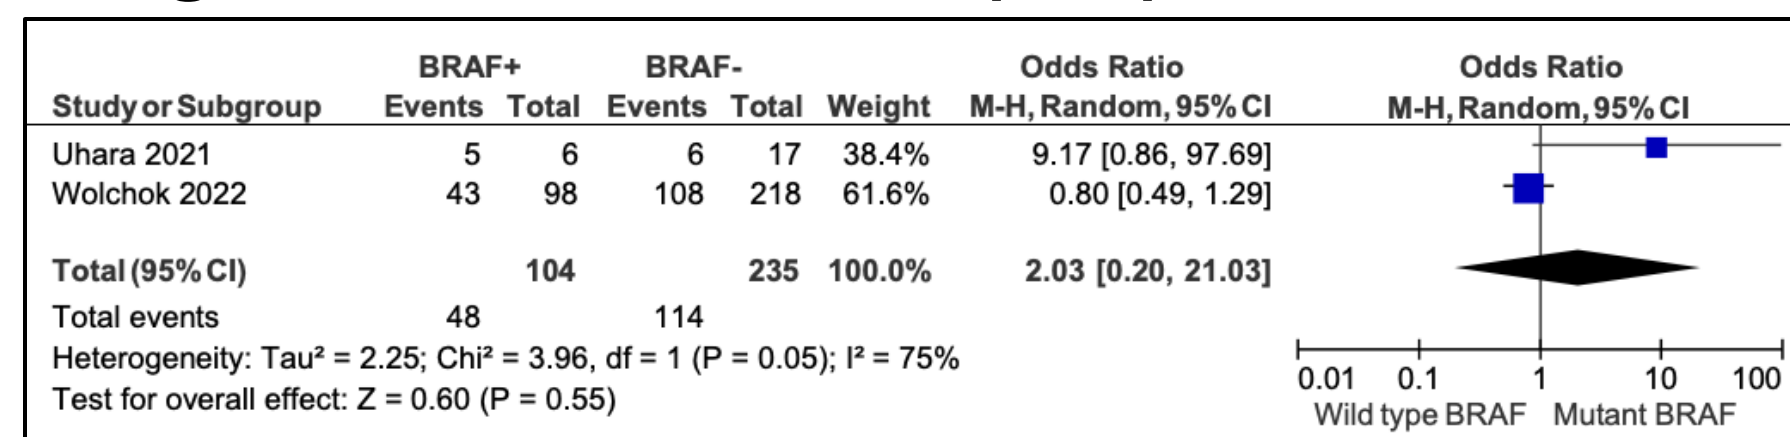 BRAF+ BRAF- Odds Ratio Odds Ratio
Study or Subgroup Events Total Events Total Weight M-H, Random, 95% CI M-H, Random, 95% CI
Uhara 2021 5 6 6 17 38.4% 9.17 [0.86, 97.69]
Wolchok 2022 43 98 108 218 61.6% 0.80 [0.49, 1.29]
Total (95% CI) 104 235 100.0% 2.03 [0.20, 21.03]
Total events 48 114
Heterogeneity: Tau² = 2.25; Chi² = 3.96, df = 1 (P = 0.05); I² = 75%
Test for overall effect: Z = 0.60 (P = 0.55)
0.01 0.1 1 10 100
Wild type BRAF Mutant BRAF